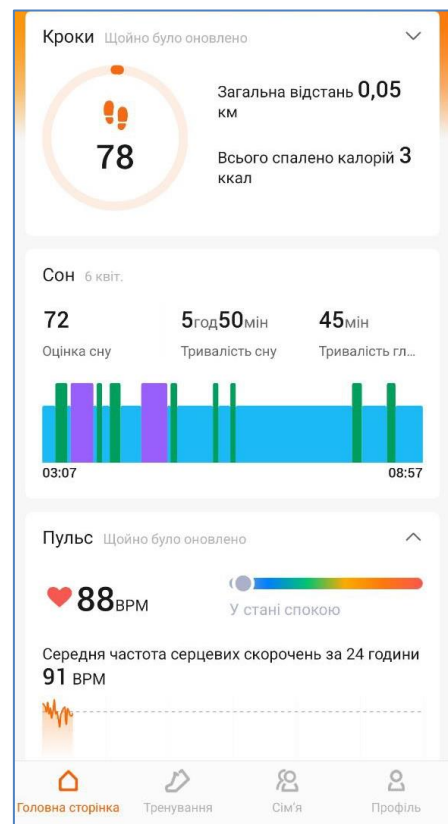 Кроки Щойно було оновлено
Загальна відстань 0,05
км
78
Всього спалено калорій 3
ккал
Сон 6 квіт.
72 5год50мін 45мін
Оцінка сну Тривалість сну Тривалість гл...
03:07 08:57
Пульс Щойно було оновлено
88BPM
У стані спокою
Середня частота серцевих скорочень за 24 години
91 BPM
Головна сторінка Тренування Сім'я Профіль